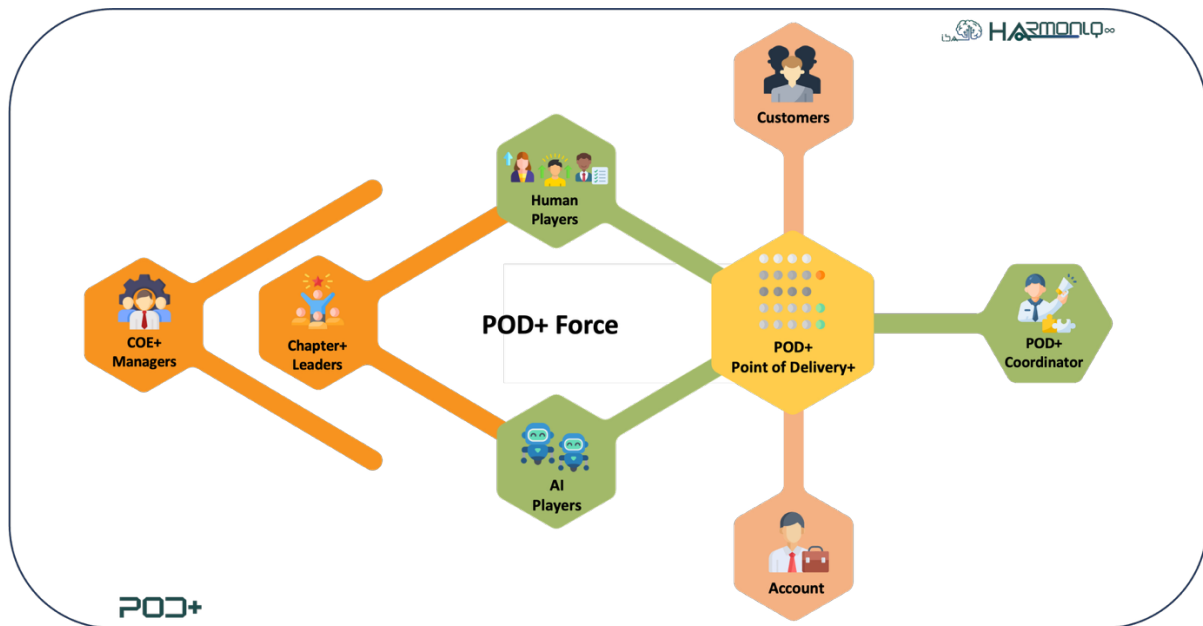 HARMONIQ∞
Customers
Human
Players
COE+
Managers
Chapter+
Leaders
POD+ Force
POD+
Point of Delivery+
POD+
Coordinator
AI
Players
Account
POD+